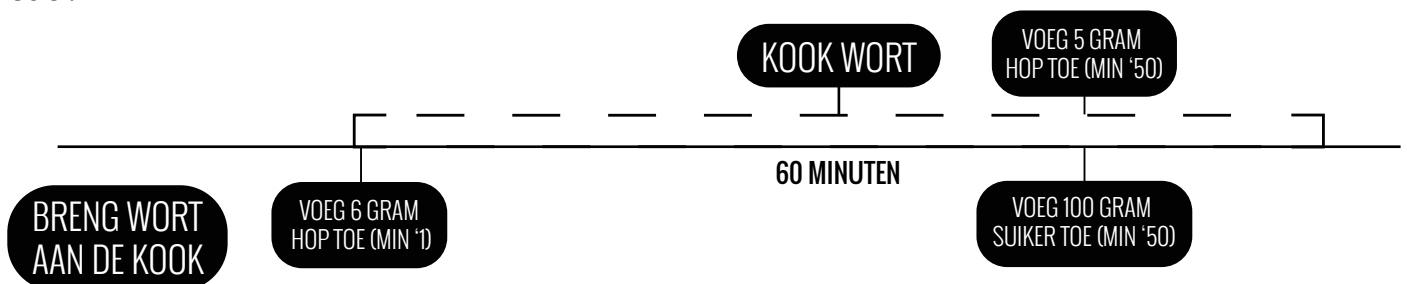 KOOK WORT
VOEG 5 GRAM
HOP TOE (MIN ‘50)
60 MINUTEN
BRENG WORT
AAN DE KOOK
VOEG 6 GRAM
HOP TOE (MIN ‘1)
VOEG 100 GRAM
SUIKER TOE (MIN ‘50)